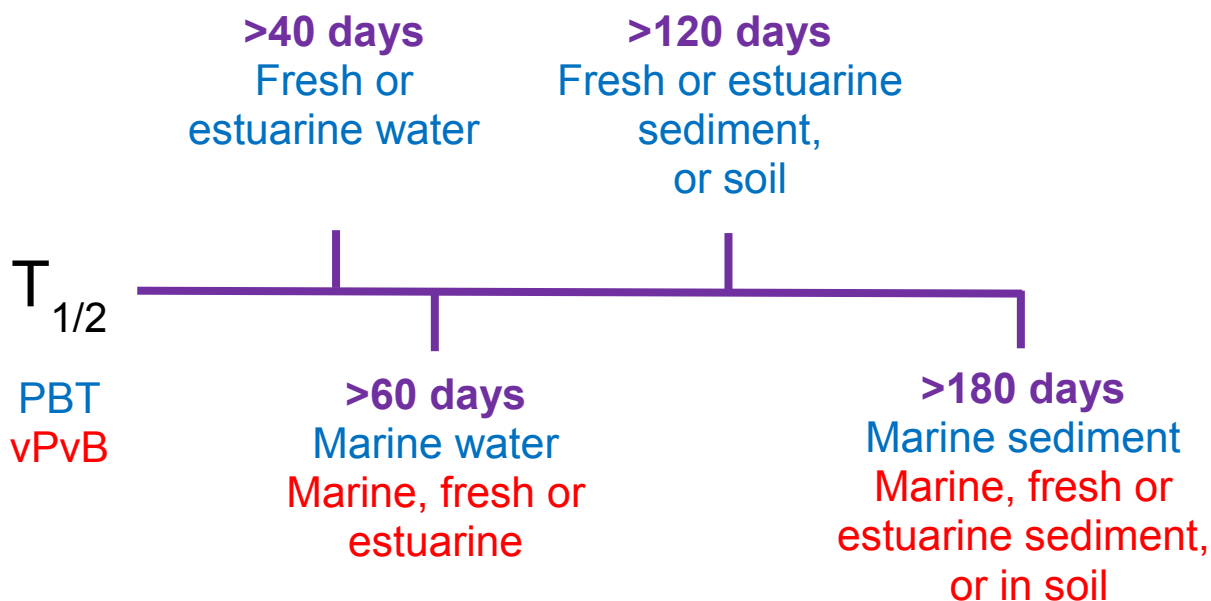 >40 days
Fresh or
estuarine water
>120 days
Fresh or estuarine
sediment,
or soil
T1/2
PBT
vPvB
>60 days
Marine water
Marine, fresh or
estuarine
>180 days
Marine sediment
Marine, fresh or
estuarine sediment,
or in soil